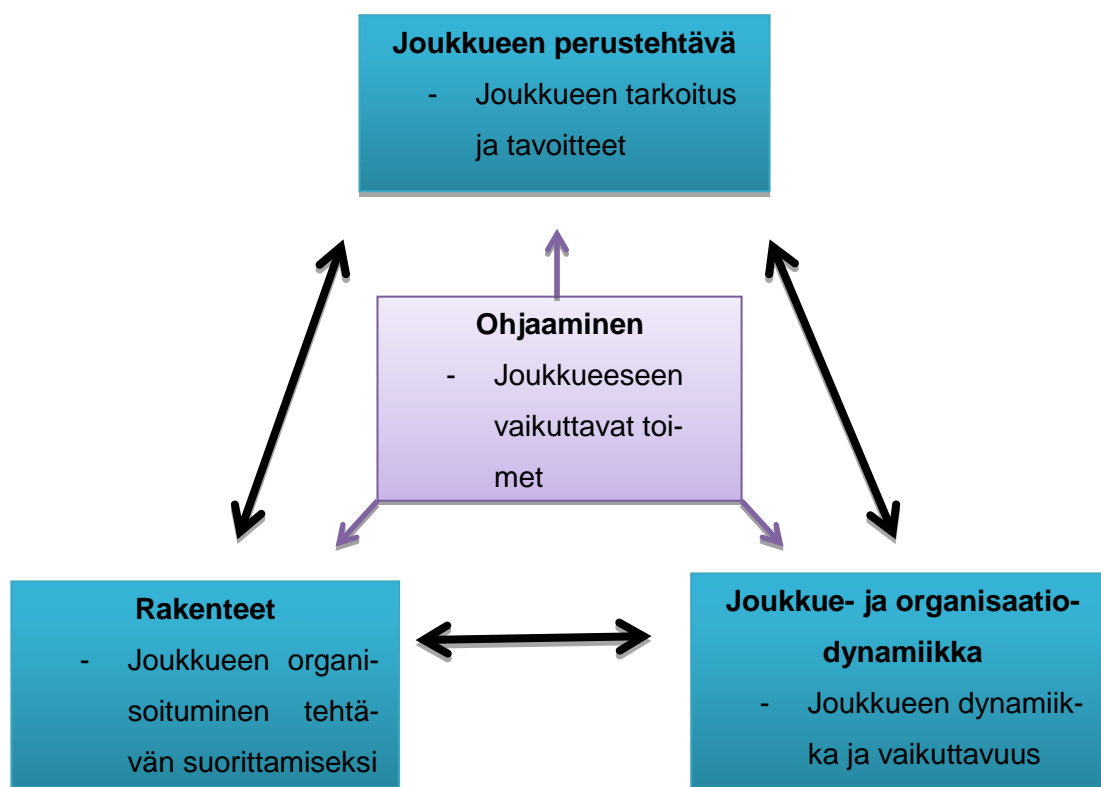 Joukkueen perustehtävä
- Joukkueen tarkoitus
ja tavoitteet
Ohjaaminen
- Joukkueeseen
vaikuttavat toi-
met
Rakenteet
- Joukkueen organi-
soituminen tehtä-
vän suorittamiseksi
Joukkue- ja organisaatio-
dynamiikka
- Joukkueen dynamiik-
ka ja vaikuttavuus